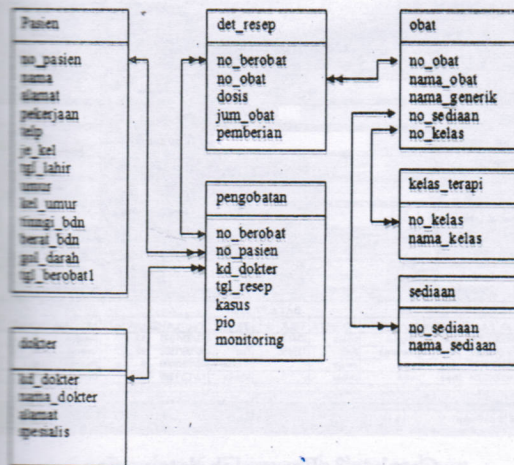 Pasien
no_pasien
nama
alamat
pekerjaan
telp
je_kel
tgl_lahir
umur
kel_umur
tinngi_bdn
berat_bdn
gol_darah
tgl_berobat1
dokter
kd_dokter
nama_dokter
alamat
spesialis
det_resep
no_berobat
no_obat
dosis
jum_obat
pemberian
pengobatan
no_berobat
no_pasien
kd_dokter
tgl_resep
kasus
pio
monitoring
obat
no_obat
nama_obat
nama_generik
no_sediaan
no_kelas
kelas_terapi
no_kelas
nama_kelas
sediaan
no_sediaan
nama_sediaan